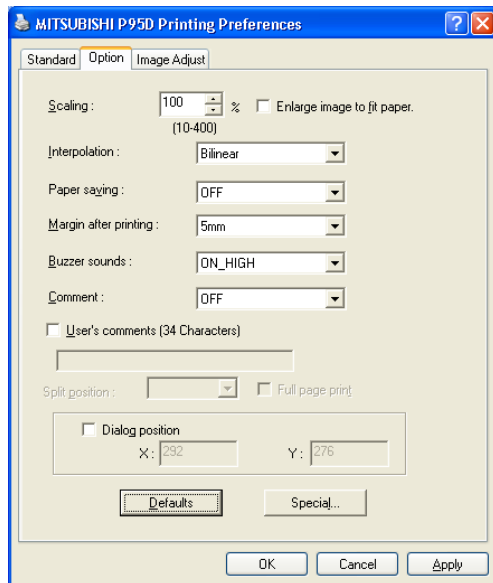 MITSUBISHI P95D Printing Preferences
Standard Option Image Adjust
Scaling : 100 % Enlarge image to fit paper.
(10-400)
Interpolation : Bilinear
Paper saving : OFF
Margin after printing : 5mm
Buzzer sounds : ON_HIGH
Comment : OFF
User's comments (34 Characters)
Split position : Full page print
Dialog position
X : 292 Y : 276
Defaults Special...
OK Cancel Apply